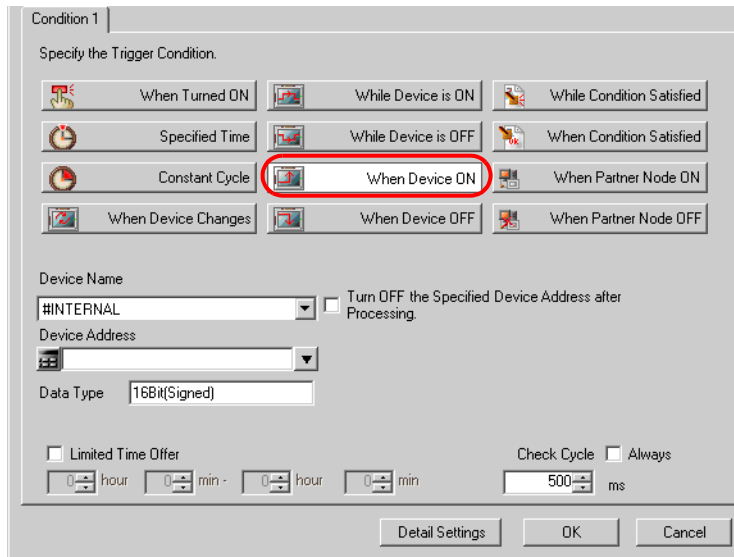 Condition 1
Specify the Trigger Condition.
When Turned ON While Device is ON While Condition Satisfied
Specified Time While Device is OFF When Condition Satisfied
Constant Cycle When Device ON When Partner Node ON
When Device Changes When Device OFF When Partner Node OFF
Device Name
#INTERNAL Turn OFF the Specified Device Address after
Processing.
Device Address
Data Type 16Bit(Signed)
Limited Time Offer Check Cycle Always
0 hour 0 min - 0 hour 0 min 500 ms
Detail Settings OK Cancel